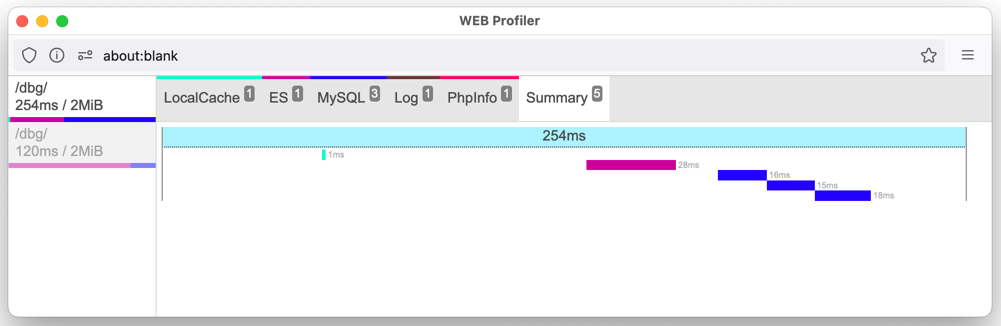 WEB Profiler
about:blank
/dbg/
254ms / 2MiB
/dbg/
120ms / 2MiB
LocalCache 1 ES 1 MySQL 3 Log 1 PhpInfo 1 Summary 5
254ms
1ms
28ms
16ms
15ms
18ms